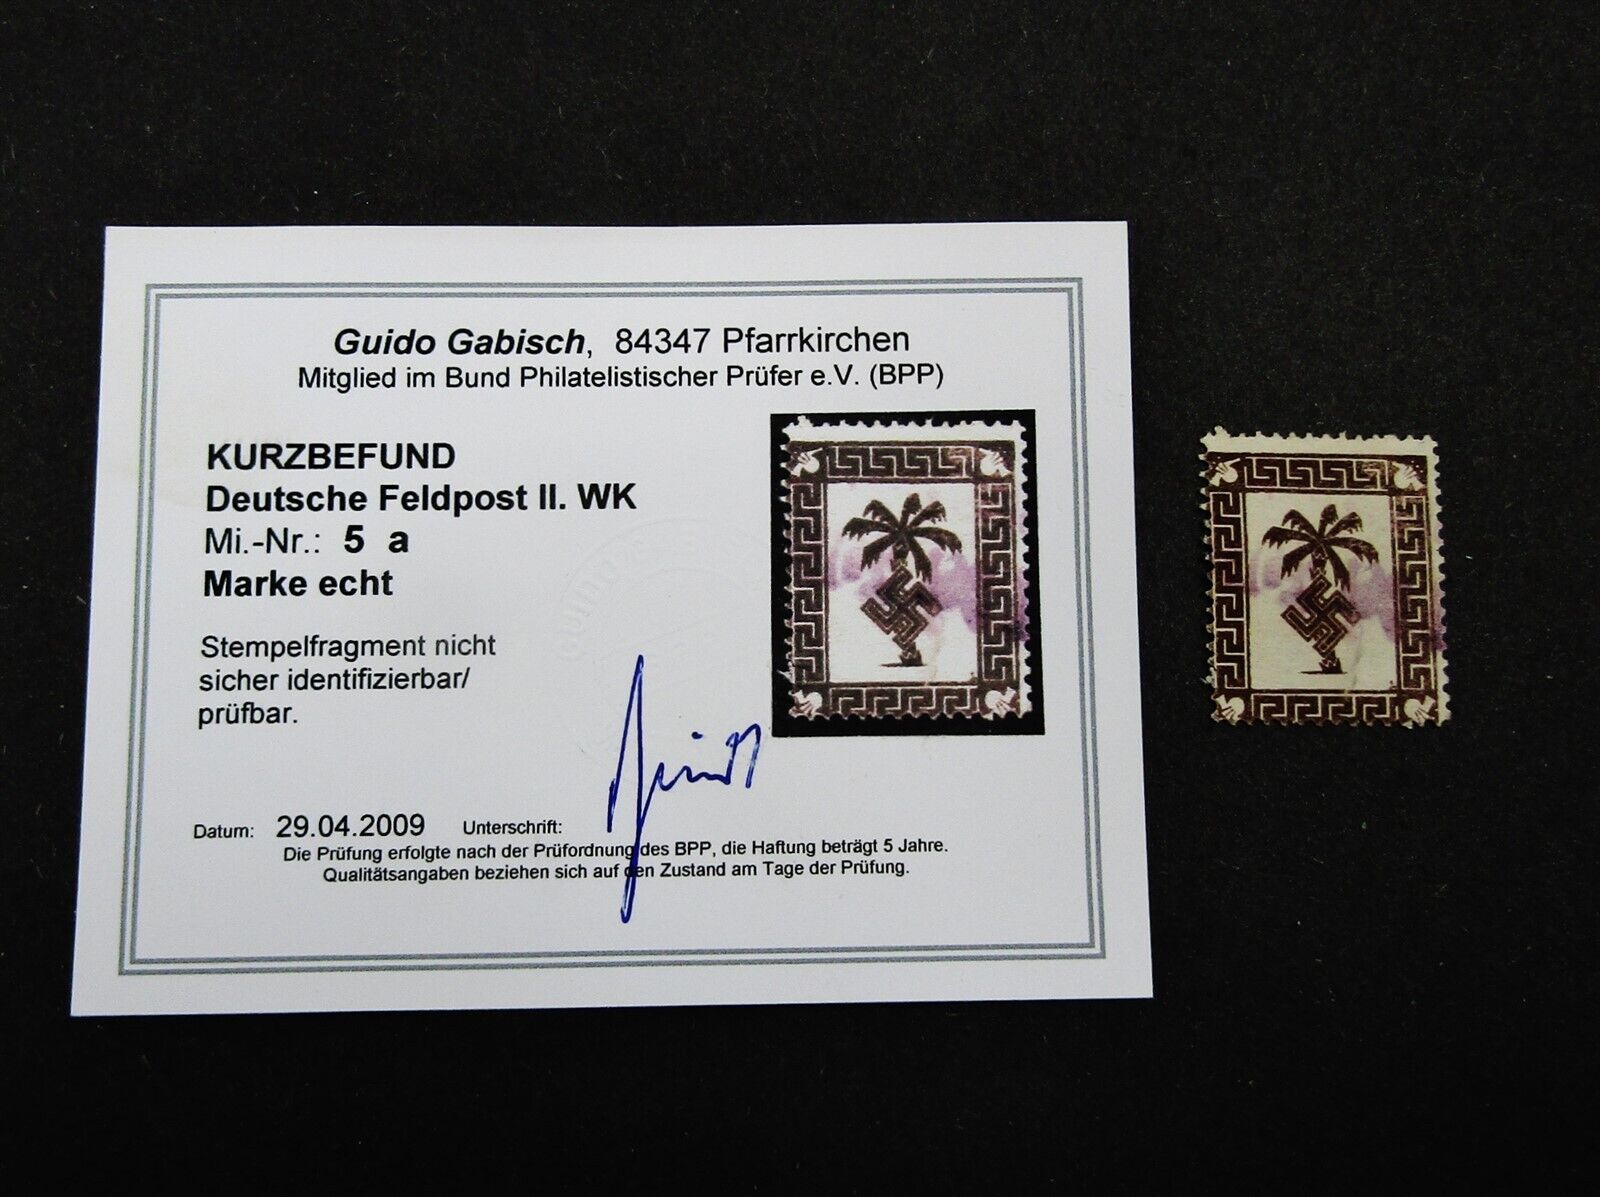 Guido Gabisch, 84347 Pfarrkirchen
Mitglied im Bund Philatelistischer Prüfer e.V. (BPP)
KURZBEFUND
Deutsche Feldpost II. WK
Mi.-Nr.: 5 a
Marke echt
Stempelfragment nicht
sicher identifizierbar/
prüfbar.
Datum: 29.04.2009 Unterschrift:
Die Prüfung erfolgte nach der Prüfordnung des BPP, die Haftung beträgt 5 Jahre.
Qualitätsangaben beziehen sich auf den Zustand am Tage der Prüfung.